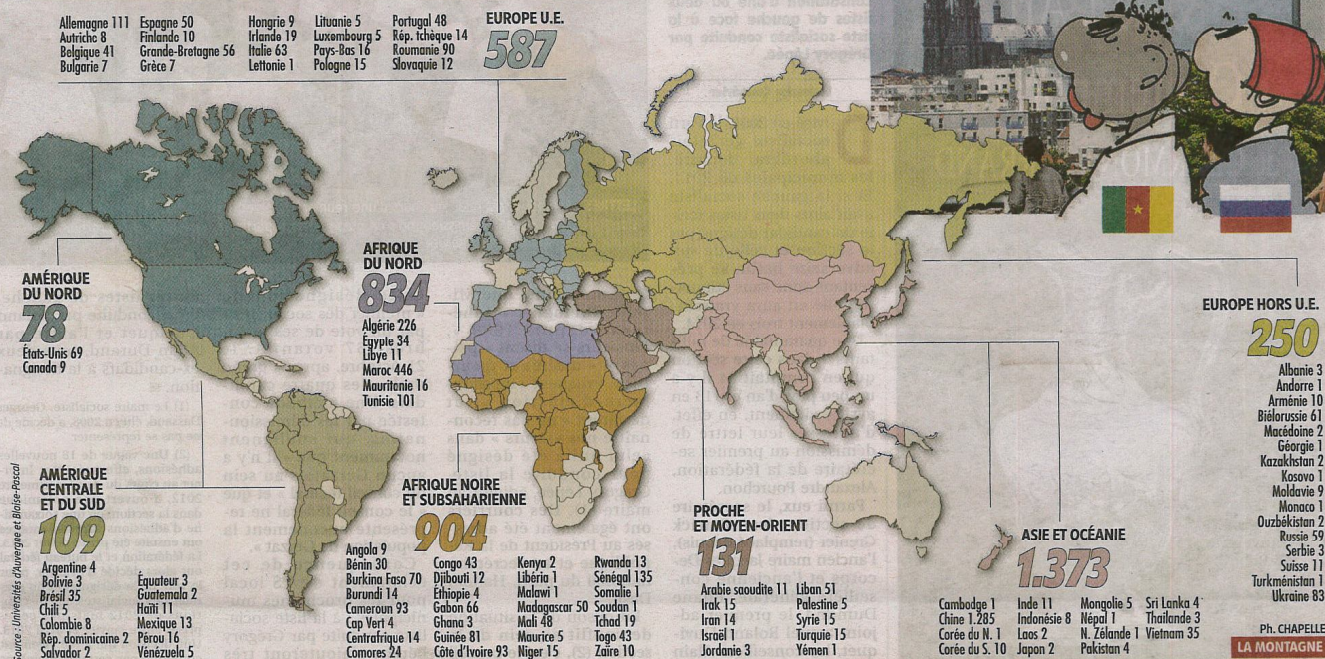 Allemagne 111
Autriche 8
Belgique 41
Bulgarie 7
Espagne 50
Finlande 10
Grande-Bretagne 56
Grèce 7
Hongrie 9
Irlande 19
Italie 63
Lettonie 1
Lituanie 5
Luxembourg 5
Pays-Bas 16
Pologne 15
Portugal 48
Rép. tchèque 14
Roumanie 90
Slovaquie 12
EUROPE U.E.
587
AMÉRIQUE
DU NORD
78
États-Unis 69
Canada 9
AFRIQUE
DU NORD
834
Algérie 226
Égypte 34
Libye 11
Maroc 446
Mauritanie 16
Tunisie 101
EUROPE HORS U.E.
250
Albanie 3
Andorre 1
Arménie 10
Biélorussie 61
Macédoine 2
Géorgie 1
Kazakhstan 2
Kosovo 1
Moldavie 9
Monaco 1
Ouzbékistan 2
Russie 59
Serbie 3
Suisse 11
Turkménistan 1
Ukraine 83
AMÉRIQUE
CENTRALE
ET DU SUD
109
Argentine 4
Bolivie 3
Brésil 35
Chili 5
Colombie 8
Rép. dominicaine 2
Salvador 2
Équateur 3
Guatemala 2
Haïti 11
Mexique 13
Pérou 16
Vénézuela 5
AFRIQUE NOIRE
ET SUBSAHARIENNE
904
Angola 9
Bénin 30
Burkina Faso 70
Burundi 14
Cameroun 93
Cap Vert 4
Centrafrique 14
Comores 24
Congo 43
Djibouti 12
Éthiopie 4
Gabon 66
Ghana 3
Guinée 81
Côte d'Ivoire 93
Kenya 2
Libéria 1
Malawi 1
Madagascar 50
Mali 48
Maurice 5
Niger 15
Rwanda 13
Sénégal 135
Somalie 1
Soudan 1
Tchad 19
Togo 43
Zaïre 10
PROCHE
ET MOYEN-ORIENT
131
Arabie saoudite 11
Irak 15
Iran 14
Israël 1
Jordanie 3
Liban 51
Palestine 5
Syrie 15
Turquie 15
Yémen 1
ASIE ET OCÉANIE
1.373
Cambodge 1
Chine 1.285
Corée du N. 1
Corée du S. 10
Inde 11
Indonésie 8
Laos 2
Japon 2
Mongolie 5
Népal 1
N. Zélande 1
Pakistan 4
Sri Lanka 4
Thaïlande 3
Vietnam 35
Source : Universités d'Auvergne et Blaise-Pascal
Ph. CHAPELLE
LA MONTAGNE